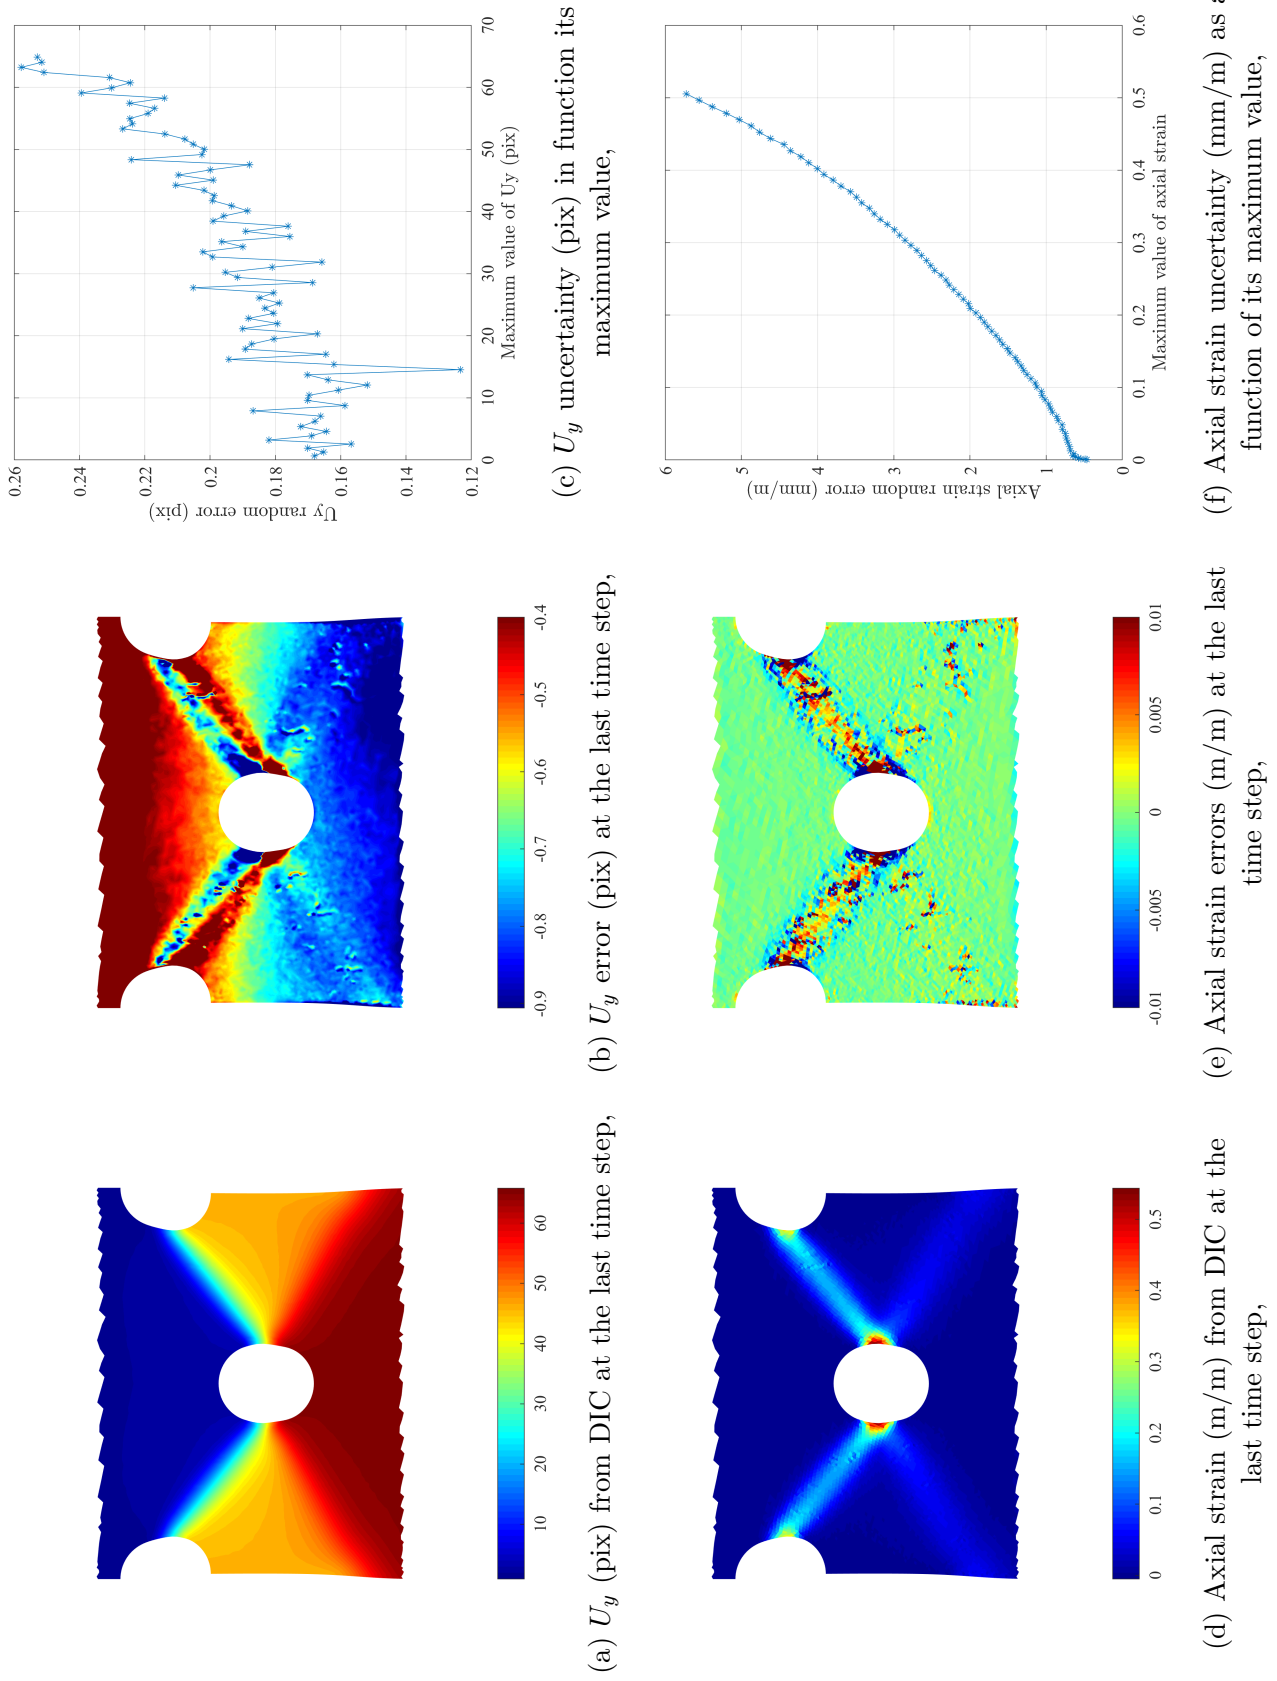 10 20 30 40 50 60
(a) Uy (pix) from DIC at the last time step,
-0.9 -0.8 -0.7 -0.6 -0.5 -0.4
(b) Uy error (pix) at the last time step,
0.26
0.24
0.22
0.2
0.18
0.16
0.14
0.12
Uy random error (pix)
0 10 20 30 40 50 60 70
Maximum value of Uy (pix)
(c) Uy uncertainty (pix) in function its
maximum value,
0 0.1 0.2 0.3 0.4 0.5
(d) Axial strain (m/m) from DIC at the
last time step,
-0.01 -0.005 0 0.005 0.01
(e) Axial strain errors (m/m) at the last
time step,
6
5
4
3
2
1
0
Axial strain random error (mm/m)
0 0.1 0.2 0.3 0.4 0.5 0.6
Maximum value of axial strain
(f) Axial strain uncertainty (mm/m) as a
function of its maximum value,